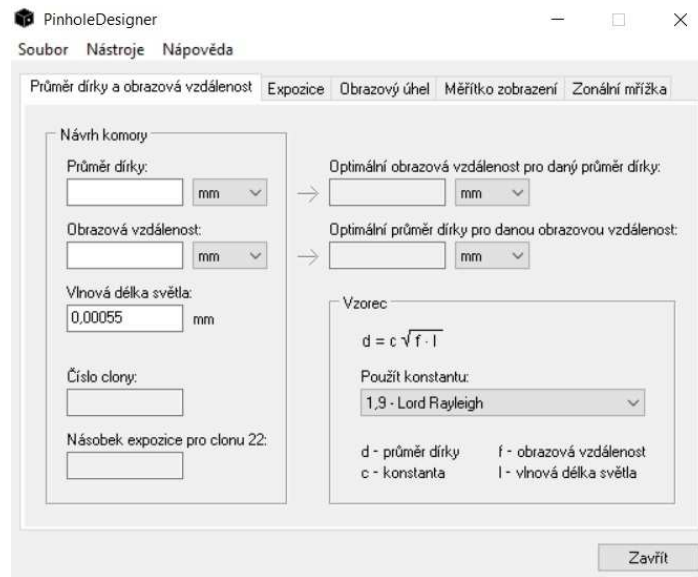 PinholeDesigner
Soubor Nástroje Nápověda
Průměr dírky a obrazová vzdálenost Expozice Obrazový úhel Měřítko zobrazení Zonální mřížka
Návrh komory
Průměr dírky:
mm
Optimální obrazová vzdálenost pro daný průměr dírky:
mm
Obrazová vzdálenost:
mm
Optimální průměr dírky pro danou obrazovou vzdálenost:
mm
Vlnová délka světla:
0,00055 mm
Číslo clony:
Násobek expozice pro clonu 22:
Vzorec
d = c √f · l
Použít konstantu:
1,9 - Lord Rayleigh
d - průměr dírky f - obrazová vzdálenost
c - konstanta l - vlnová délka světla
Zavřít